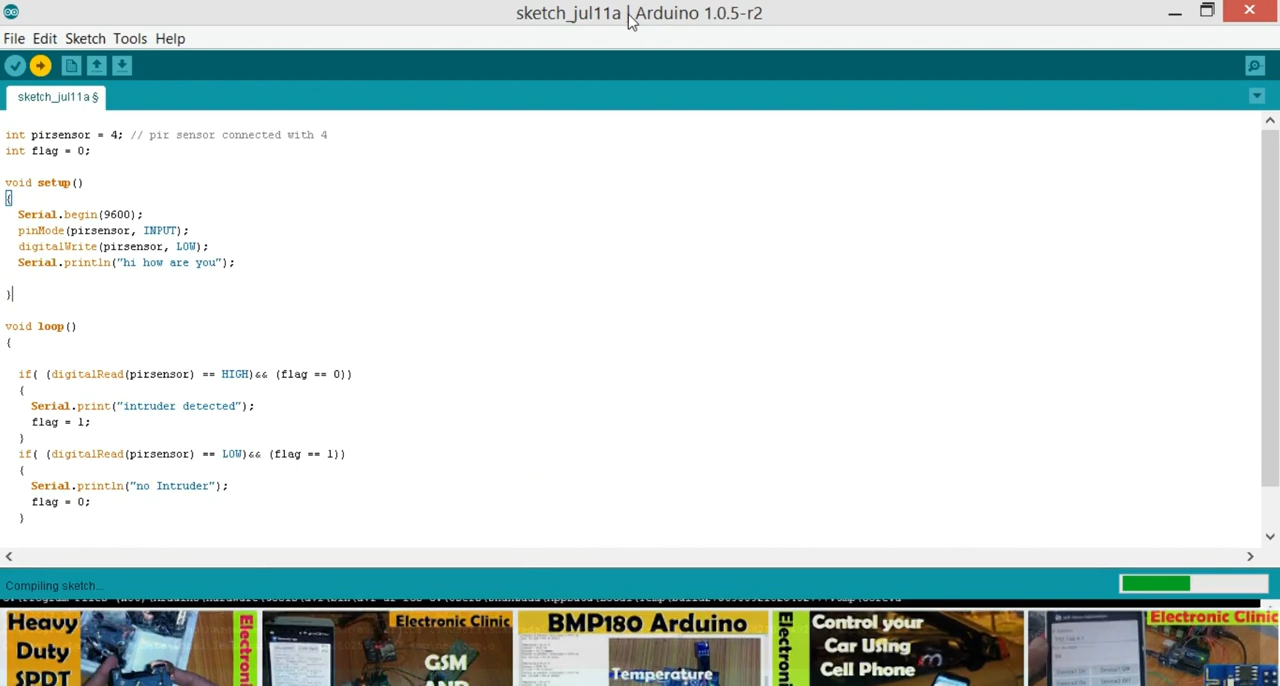 sketch_jul11a | Arduino 1.0.5-r2
File Edit Sketch Tools Help
sketch_jul11a §
int pirsensor = 4; // pir sensor connected with 4
int flag = 0;
void setup()
{
Serial.begin(9600);
pinMode(pirsensor, INPUT);
digitalWrite(pirsensor, LOW);
Serial.println("hi how are you");
}
void loop()
{
if( (digitalRead(pirsensor) == HIGH)&& (flag == 0))
{
Serial.print("intruder detected");
flag = 1;
}
if( (digitalRead(pirsensor) == LOW)&& (flag == 1))
{
Serial.println("no Intruder");
flag = 0;
}
Compiling sketch...
Heavy
Duty
SPDT
Electronic Clinic
GSM
AND
BMP180 Arduino
Temperature
Control your
Car Using
Cell Phone
Electronic Clinic